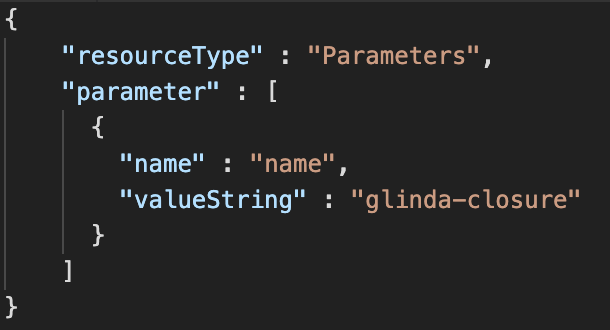 {
"resourceType" : "Parameters",
"parameter" : [
{
"name" : "name",
"valueString" : "glinda-closure"
}
]
}